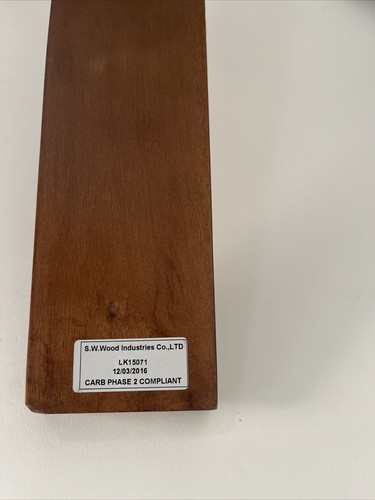 S.W.Wood Industries Co.,LTD
LK15071
12/03/2016
CARB PHASE 2 COMPLIANT